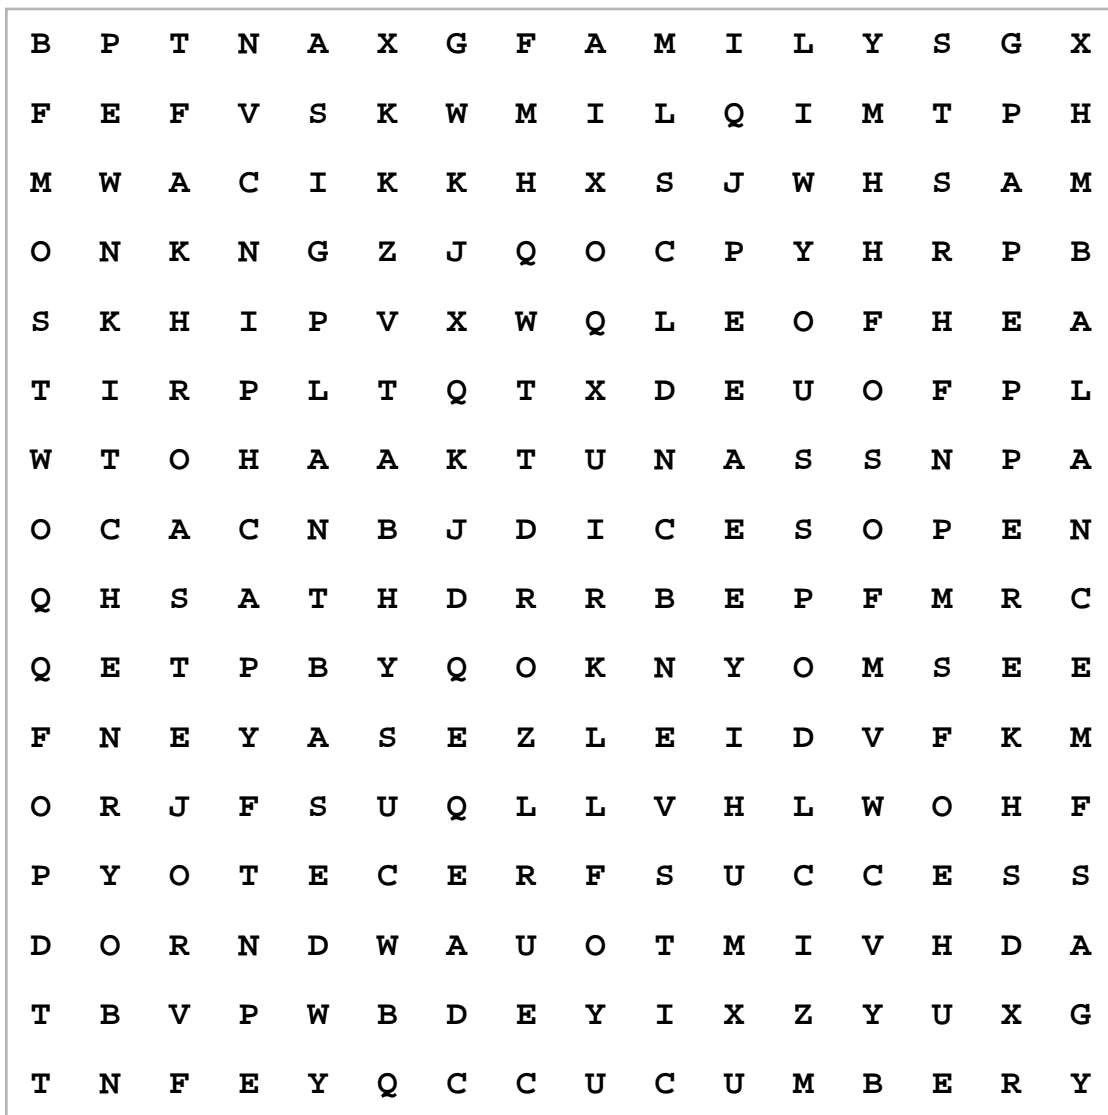 B P T N A X G F A M I L Y S G X
F E F V S K W M I L Q I M T P H
M W A C I K K H X S J W H S A M
O N K N G Z J Q O C P Y H R P B
S K H I P V X W Q L E O F H E A
T I R P L T Q T X D E U O F P L
W T O H A A K T U N A S S N P A
O C A C N B J D I C E S O P E N
Q H S A T H D R R B E P F M R C
Q E T P B Y Q O K N Y O M S E E
F N E Y A S E Z L E I D V F K M
O R J F S U Q L L V H L W O H F
P Y O T E C E R F S U C C E S S
D O R N D W A U O T M I V H D A
T B V P W B D E Y I X Z Y U X G
T N F E Y Q C C U C U M B E R Y